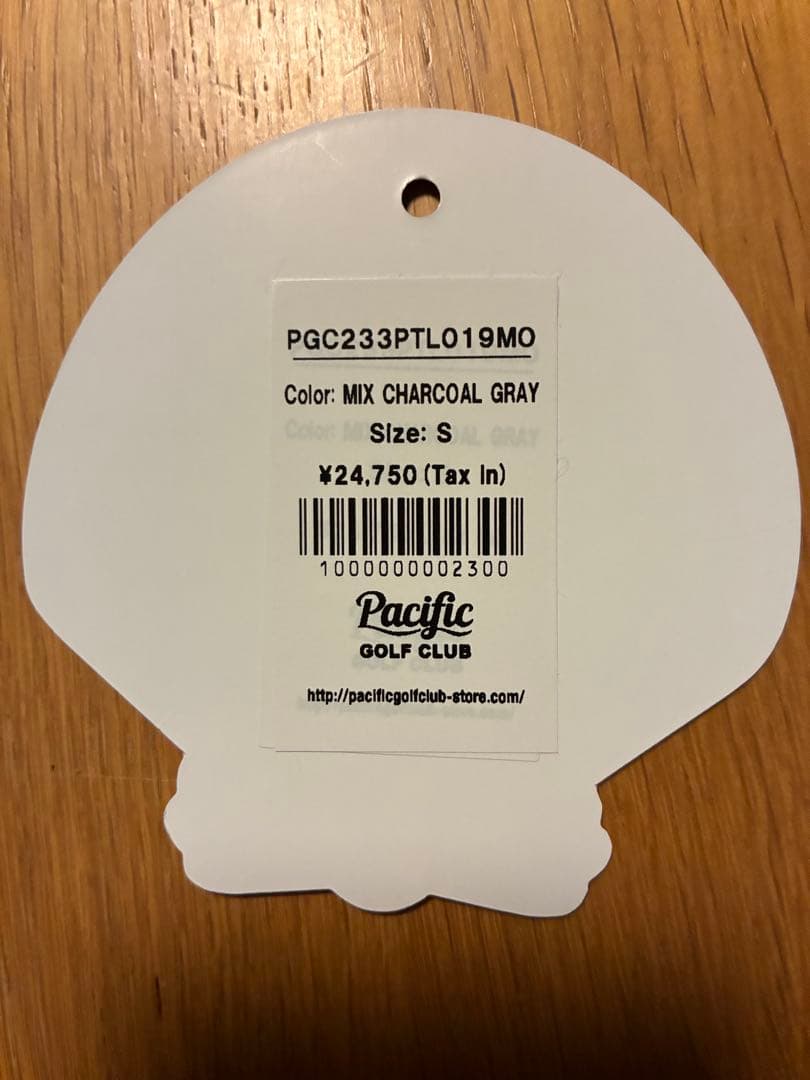 PGC233PTL019MO
Color: MIX CHARCOAL GRAY
Size: S
¥24,750(Tax In)
1000000002300
Pacific
GOLF CLUB
http://pacificgolfclub-store.com/